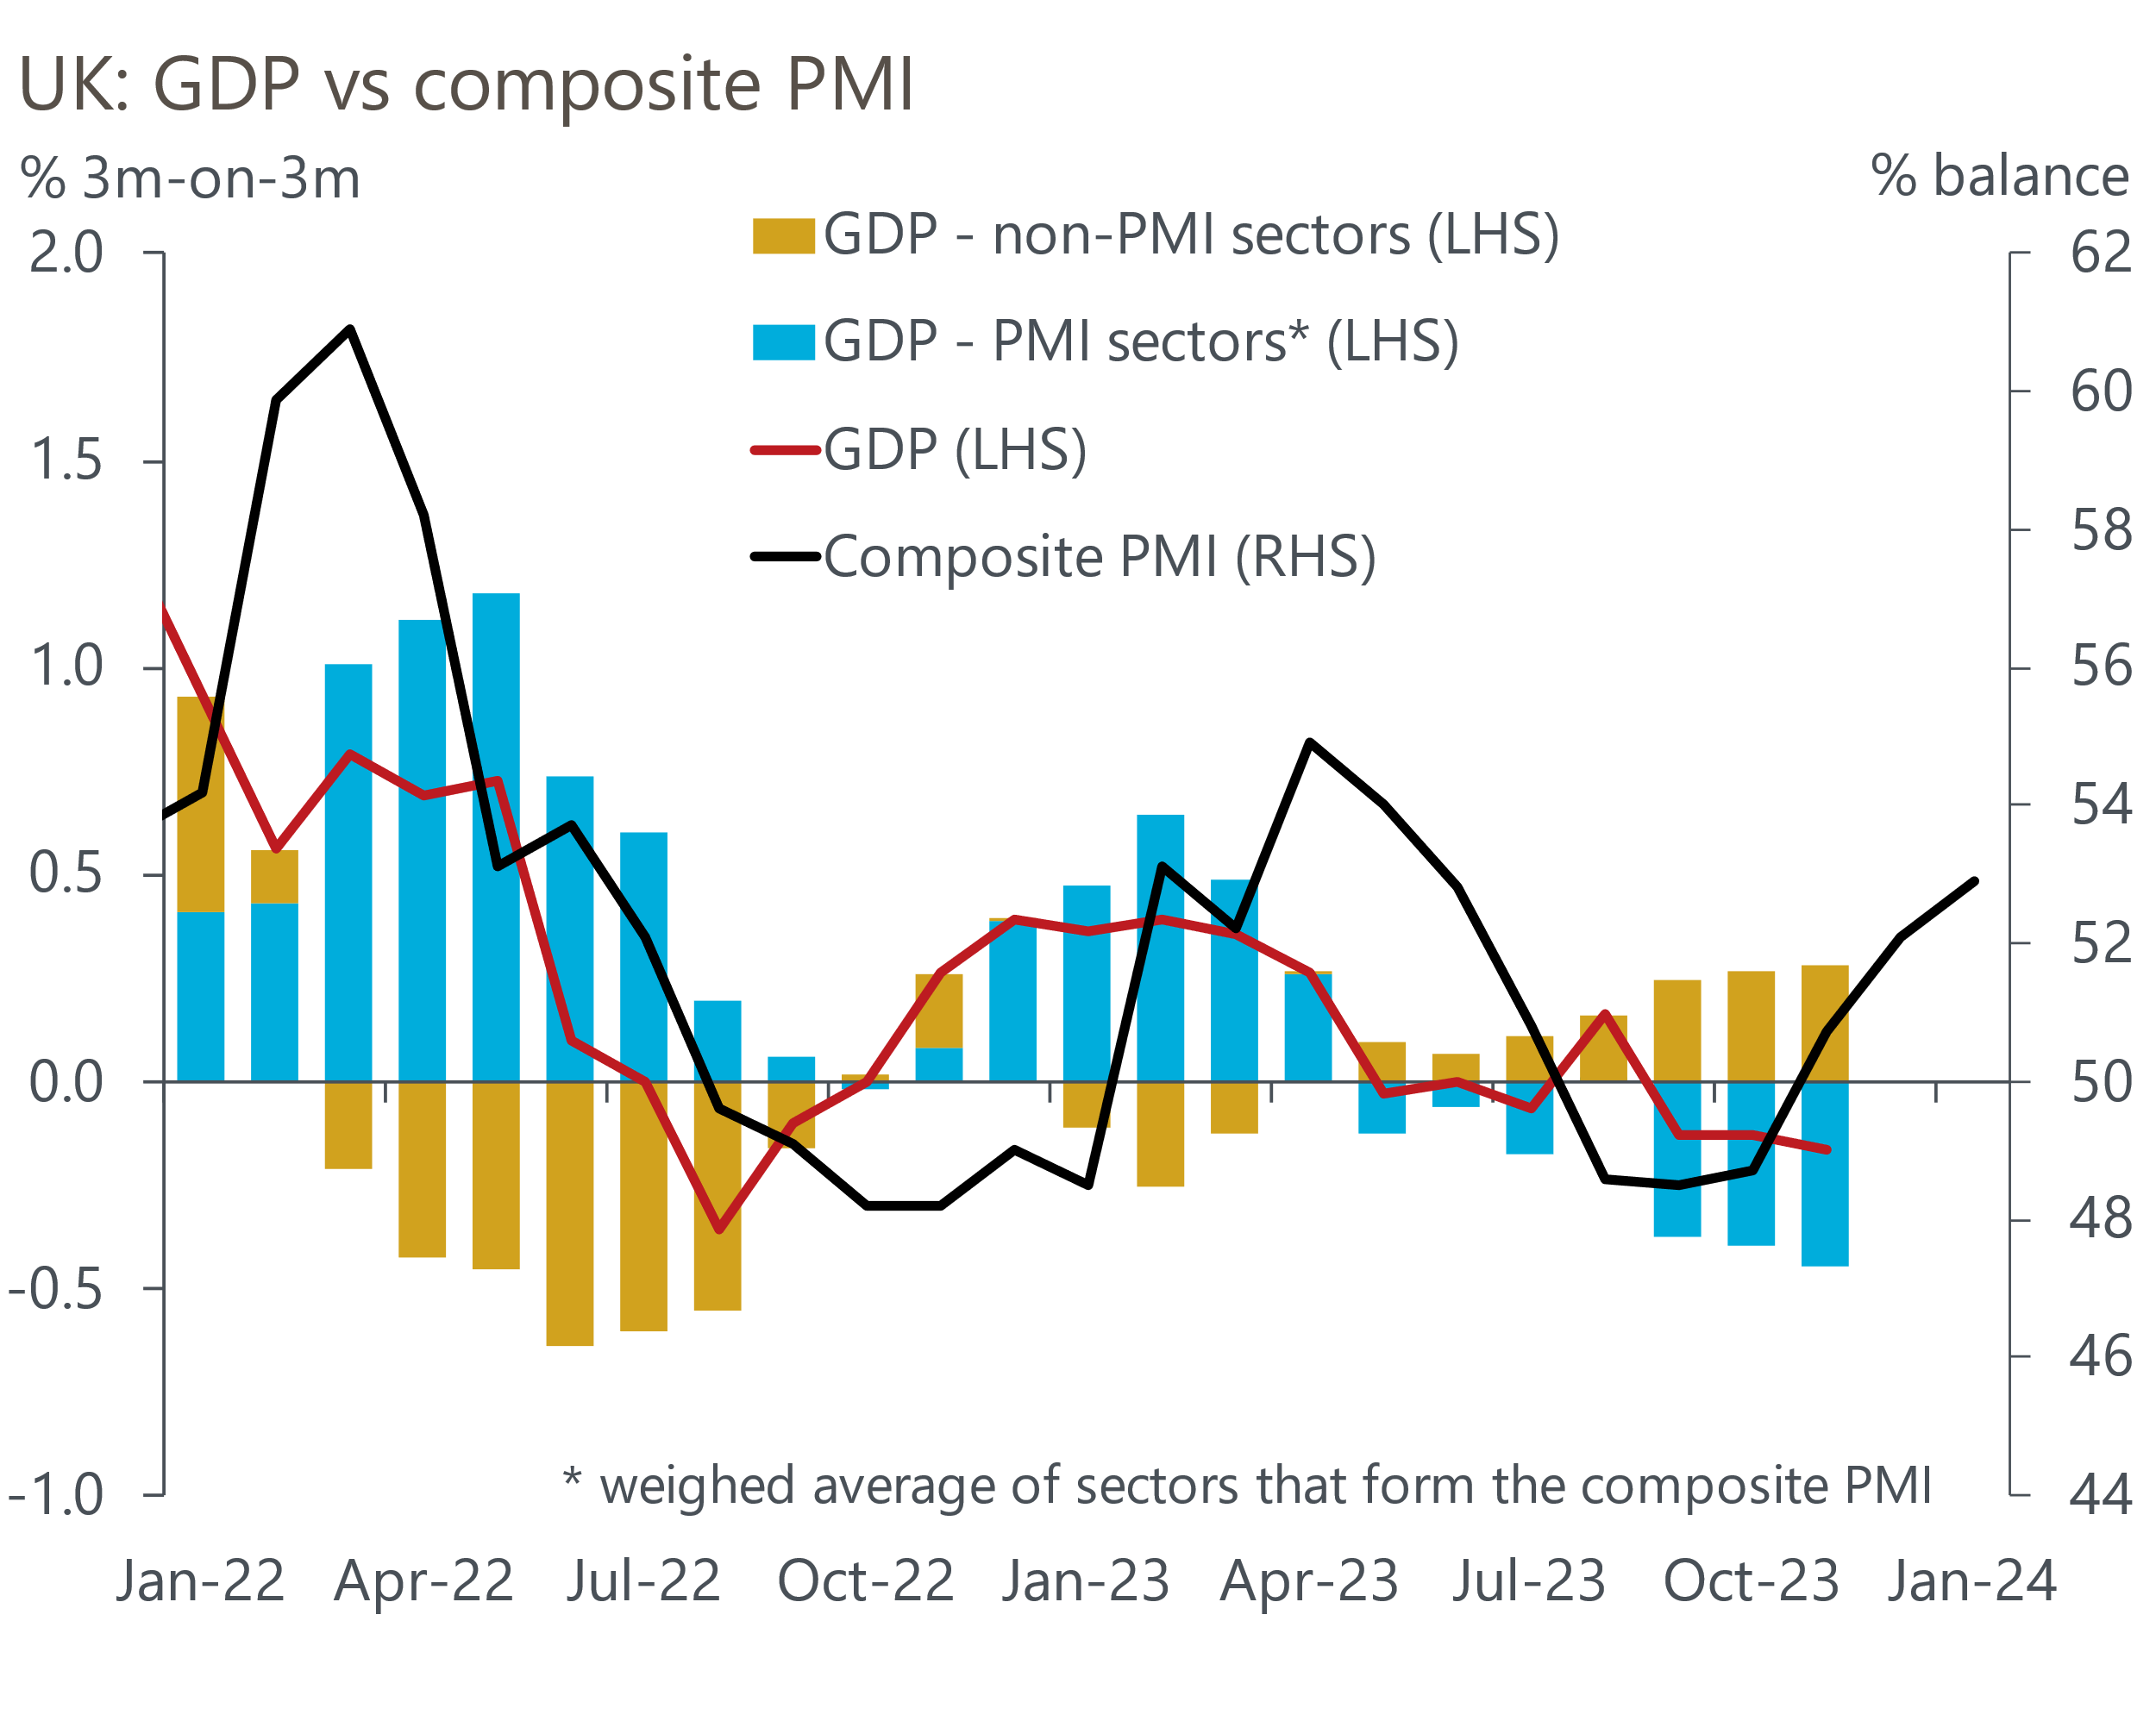 UK: GDP vs composite PMI
% 3m-on-3m
% balance
GDP - non-PMI sectors (LHS)
GDP - PMI sectors* (LHS)
GDP (LHS)
Composite PMI (RHS)
2.0
1.5
1.0
0.5
0.0
-0.5
-1.0
62
60
58
56
54
52
50
48
46
44
* weighed average of sectors that form the composite PMI
Jan-22 Apr-22 Jul-22 Oct-22 Jan-23 Apr-23 Jul-23 Oct-23 Jan-24